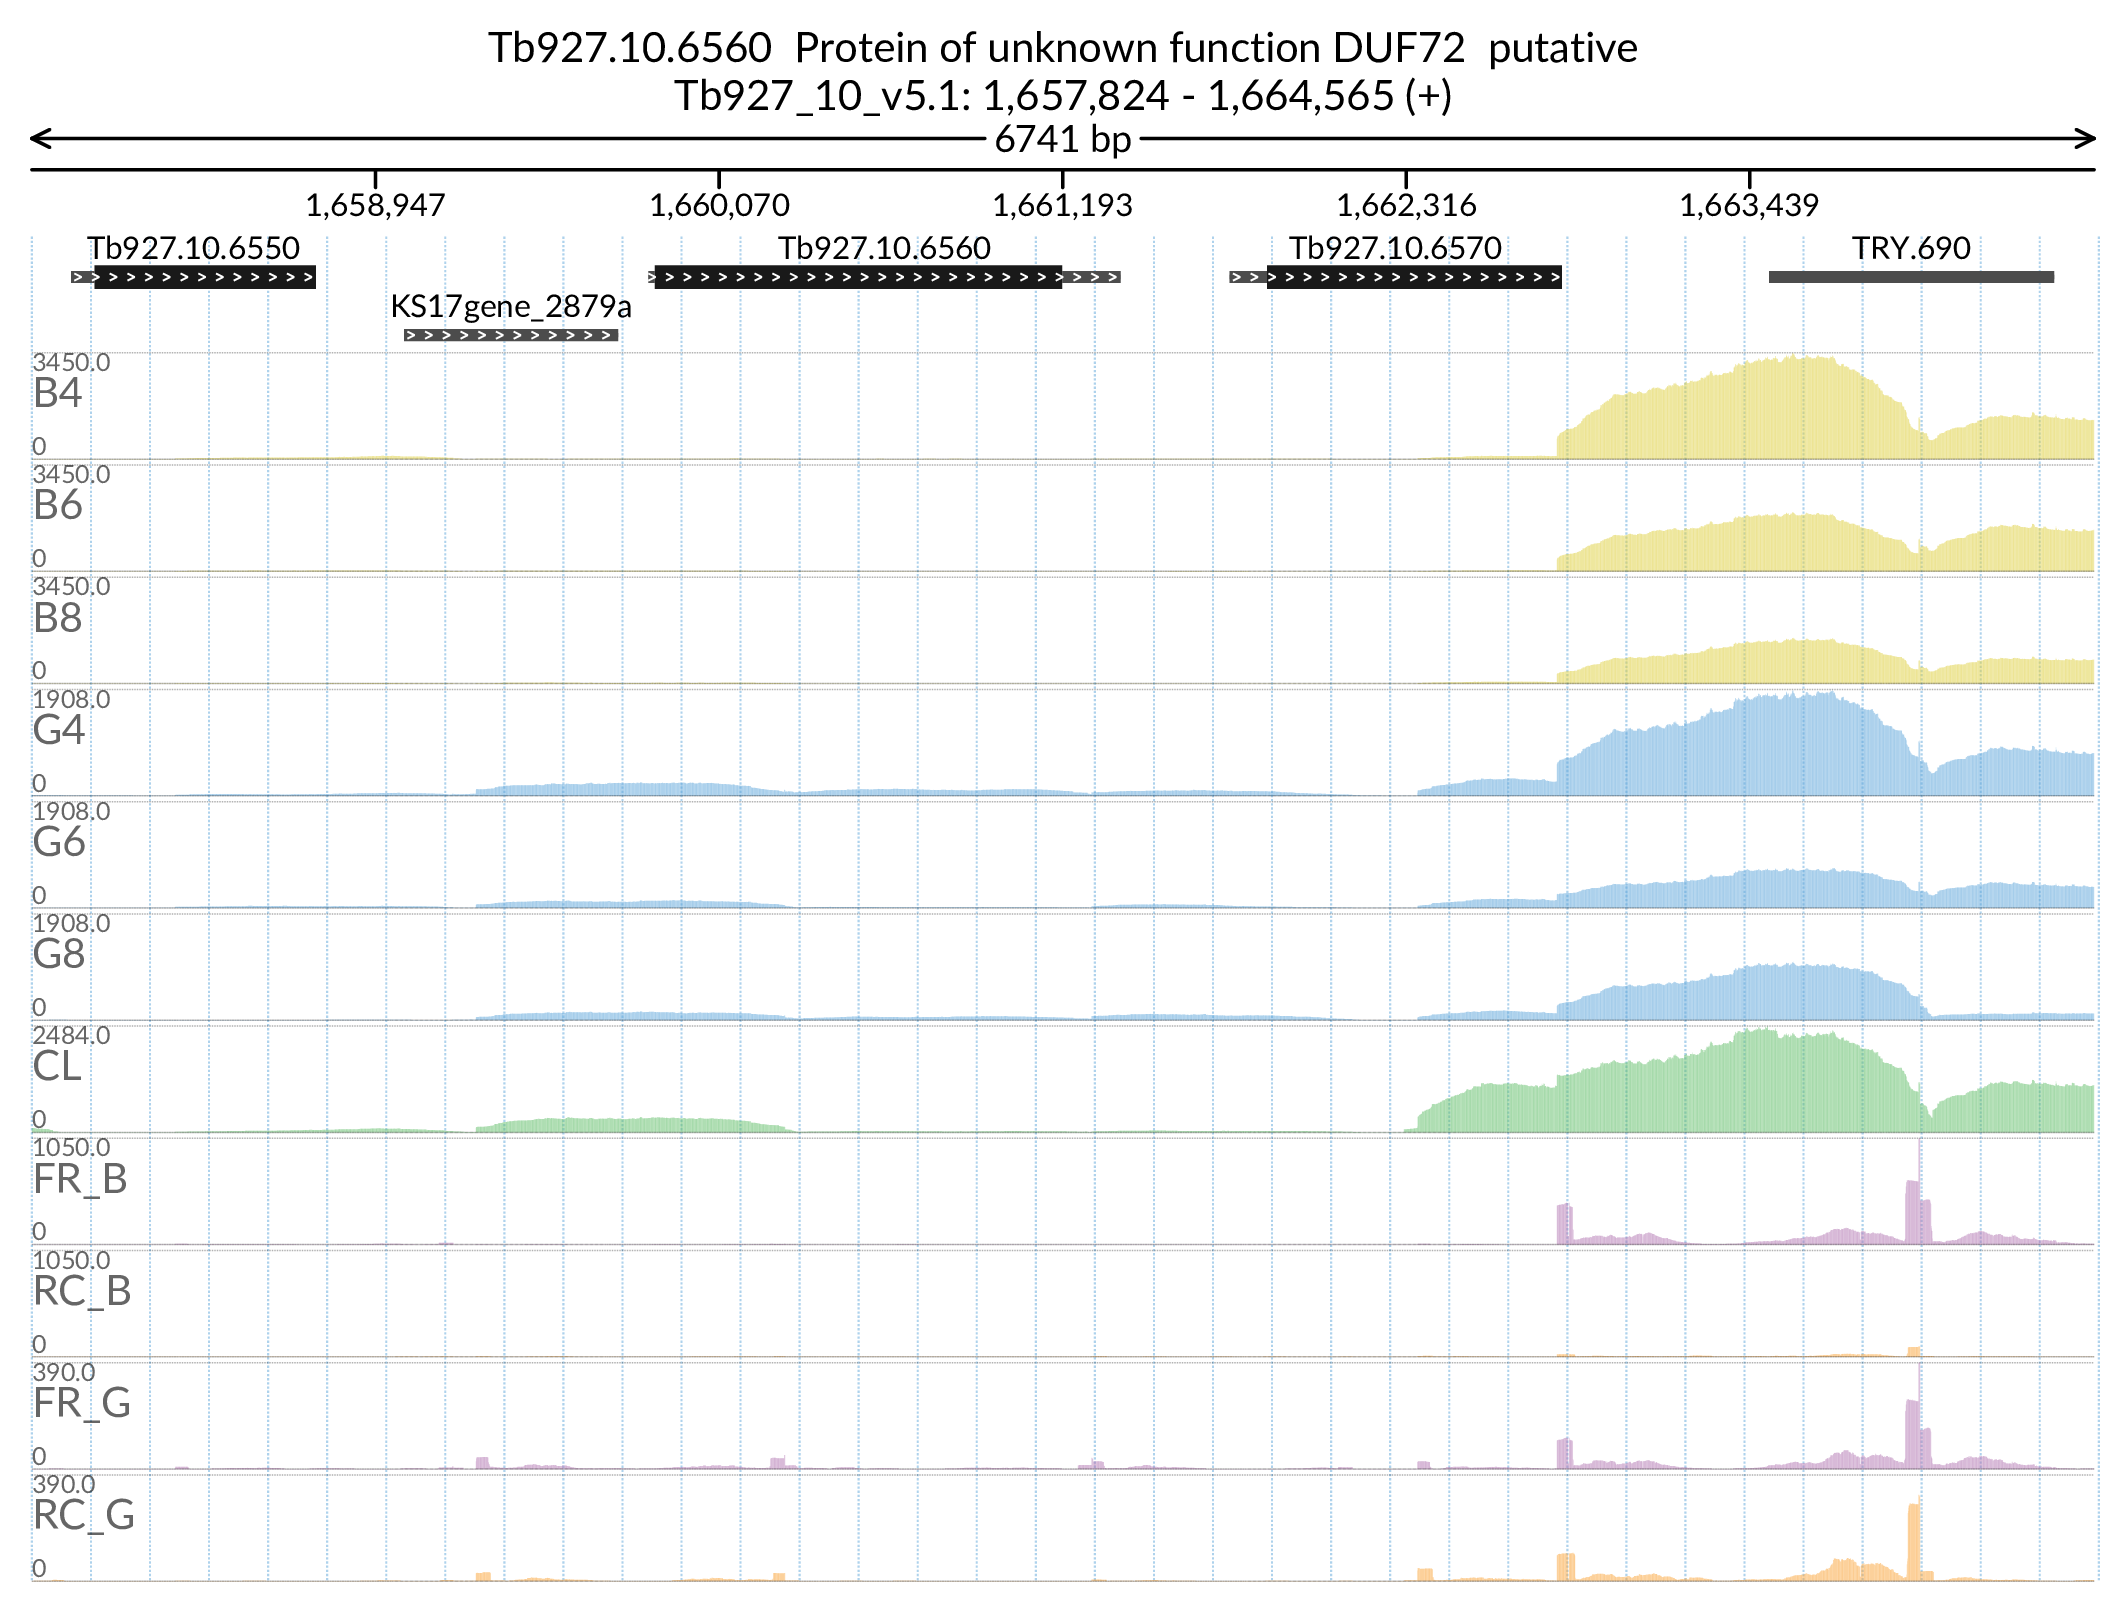 Tb927.10.6560  Protein of unknown function DUF72  putative
Tb927_10_v5.1: 1,657,824 - 1,664,565 (+)
6741 bp
1,658,947 1,660,070 1,661,193 1,662,316 1,663,439
Tb927.10.6550 Tb927.10.6560 Tb927.10.6570 TRY.690
KS17gene_2879a
3450.0
B4
0
3450.0
B6
0
3450.0
B8
0
1908.0
G4
0
1908.0
G6
0
1908.0
G8
0
2484.0
CL
0
1050.0
FR_B
0
1050.0
RC_B
0
390.0
FR_G
0
390.0
RC_G
0